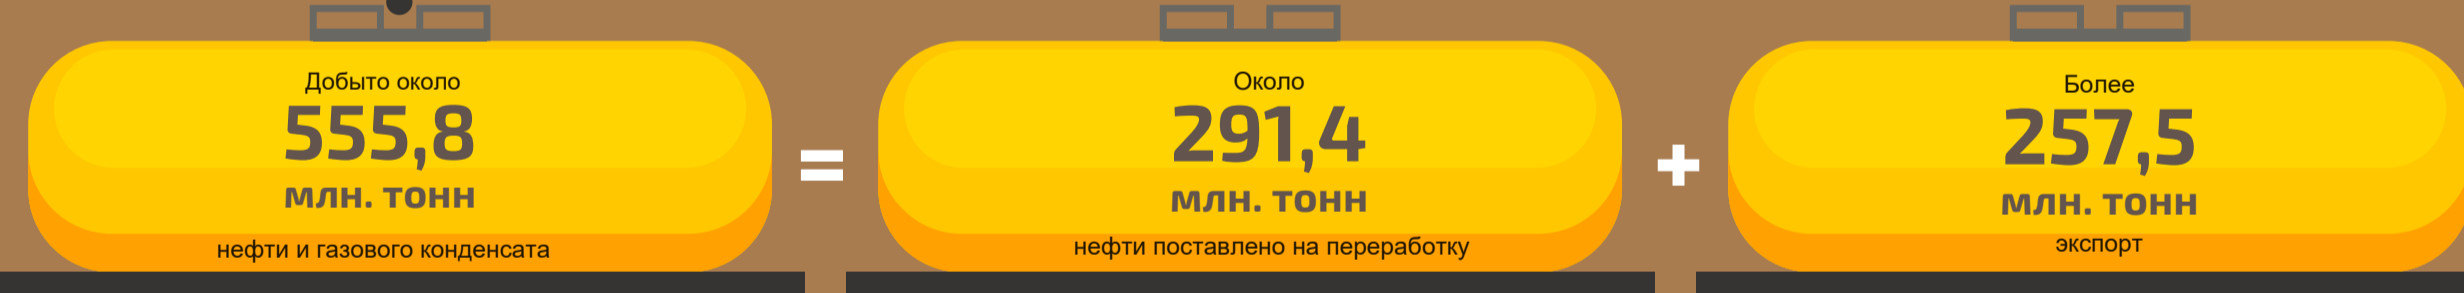 Добыто около
555,8
млн. тонн
нефти и газового конденсата
=
Около
291,4
млн. тонн
нефти поставлено на переработку
+
Более
257,5
млн. тонн
экспорт